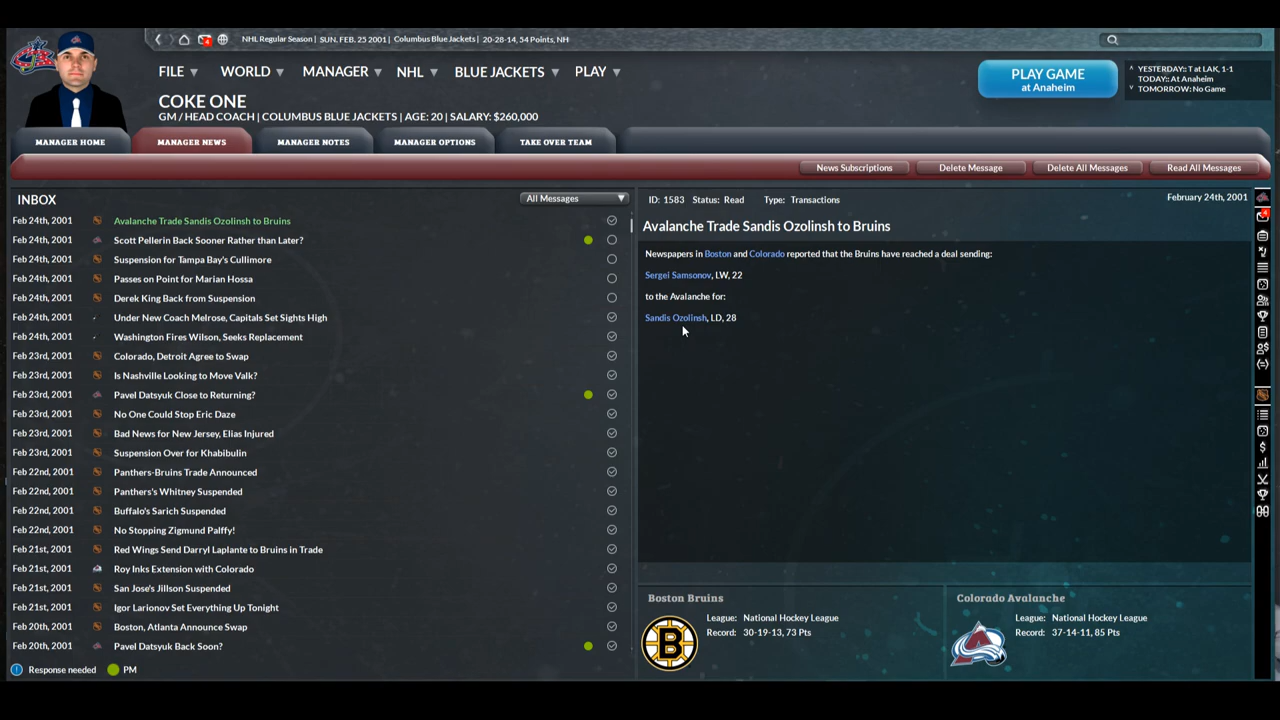 NHL Regular Season | SUN. FEB. 25 2001 | Columbus Blue Jackets | 20-28-14, 54 Points, NH
FILE WORLD MANAGER NHL BLUE JACKETS PLAY
PLAY GAME
at Anaheim
YESTERDAY:: T at LAK, 1-1
TODAY:: At Anaheim
TOMORROW: No Game
COKE ONE
GM / HEAD COACH | COLUMBUS BLUE JACKETS | AGE: 20 | SALARY: $260,000
MANAGER HOME MANAGER NEWS MANAGER NOTES MANAGER OPTIONS TAKE OVER TEAM
News Subscriptions Delete Message Delete All Messages Read All Messages
INBOX All Messages
Feb 24th, 2001 Avalanche Trade Sandis Ozolinsh to Bruins
Feb 24th, 2001 Scott Pellerin Back Sooner Rather than Later?
Feb 24th, 2001 Suspension for Tampa Bay's Cullimore
Feb 24th, 2001 Passes on Point for Marian Hossa
Feb 24th, 2001 Derek King Back from Suspension
Feb 24th, 2001 Under New Coach Melrose, Capitals Set Sights High
Feb 24th, 2001 Washington Fires Wilson, Seeks Replacement
Feb 23rd, 2001 Colorado, Detroit Agree to Swap
Feb 23rd, 2001 Is Nashville Looking to Move Valk?
Feb 23rd, 2001 Pavel Datsyuk Close to Returning?
Feb 23rd, 2001 No One Could Stop Eric Daze
Feb 23rd, 2001 Bad News for New Jersey, Elias Injured
Feb 23rd, 2001 Suspension Over for Khabibulin
Feb 22nd, 2001 Panthers-Bruins Trade Announced
Feb 22nd, 2001 Panthers's Whitney Suspended
Feb 22nd, 2001 Buffalo's Sarich Suspended
Feb 22nd, 2001 No Stopping Zigmund Palffy!
Feb 21st, 2001 Red Wings Send Darryl Laplante to Bruins in Trade
Feb 21st, 2001 Roy Inks Extension with Colorado
Feb 21st, 2001 San Jose's Jillson Suspended
Feb 21st, 2001 Igor Larionov Set Everything Up Tonight
Feb 20th, 2001 Boston, Atlanta Announce Swap
Feb 20th, 2001 Pavel Datsyuk Back Soon?
Response needed PM
ID: 1583 Status: Read Type: Transactions February 24th, 2001
Avalanche Trade Sandis Ozolinsh to Bruins
Newspapers in Boston and Colorado reported that the Bruins have reached a deal sending:
Sergei Samsonov, LW, 22
to the Avalanche for:
Sandis Ozolinsh, LD, 28
Boston Bruins
League: National Hockey League
Record: 30-19-13, 73 Pts
Colorado Avalanche
League: National Hockey League
Record: 37-14-11, 85 Pts